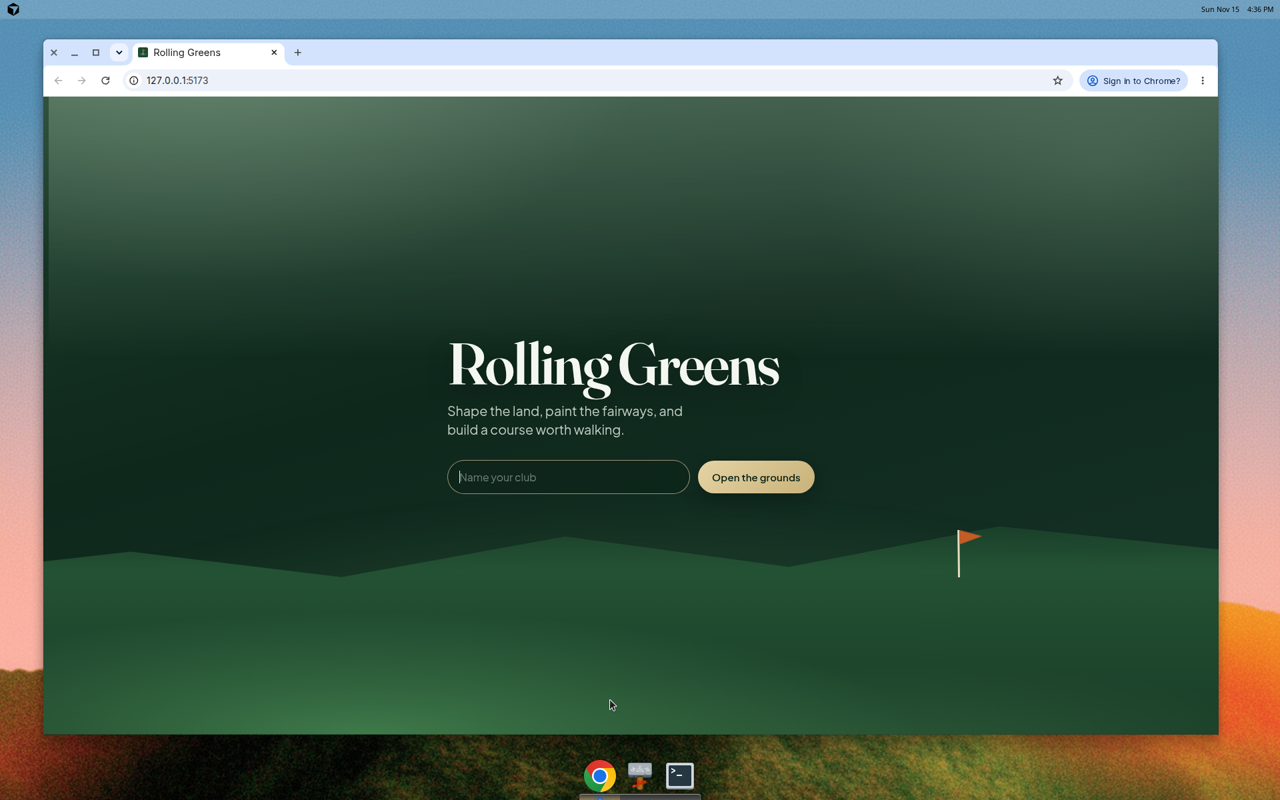 Sun Nov 15 4:36 PM
Rolling Greens
127.0.0.1:5173
Sign in to Chrome?
Rolling Greens
Shape the land, paint the fairways, and
build a course worth walking.
Name your club
Open the grounds
>_